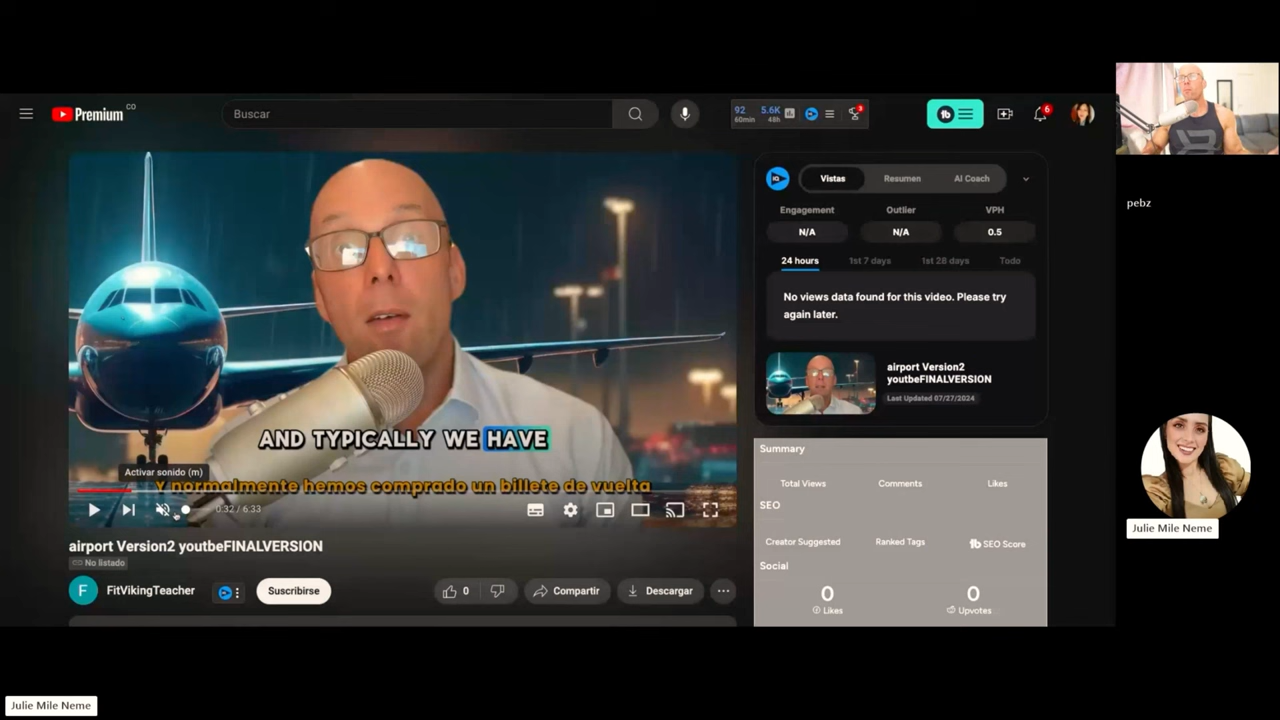 Premium CO
Buscar
92 5.6K
60min 48h
3
6
Vistas Resumen AI Coach
Engagement Outlier VPH
N/A N/A 0.5
24 hours 1st 7 days 1st 28 days Todo
No views data found for this video. Please try
again later.
airport Version2
youtbeFINALVERSION
Last Updated 07/27/2024
AND TYPICALLY WE HAVE
Activar sonido (m)
Y normalmente hemos comprado un billete de vuelta
0:32 / 6:33
airport Version2 youtbeFINALVERSION
No listado
F FitVikingTeacher
Suscribirse
0
Compartir
Descargar
Summary
Total Views Comments Likes
SEO
Creator Suggested Ranked Tags tb SEO Score
Social
0 0
Likes Upvotes
pebz
Julie Mile Neme
Julie Mile Neme